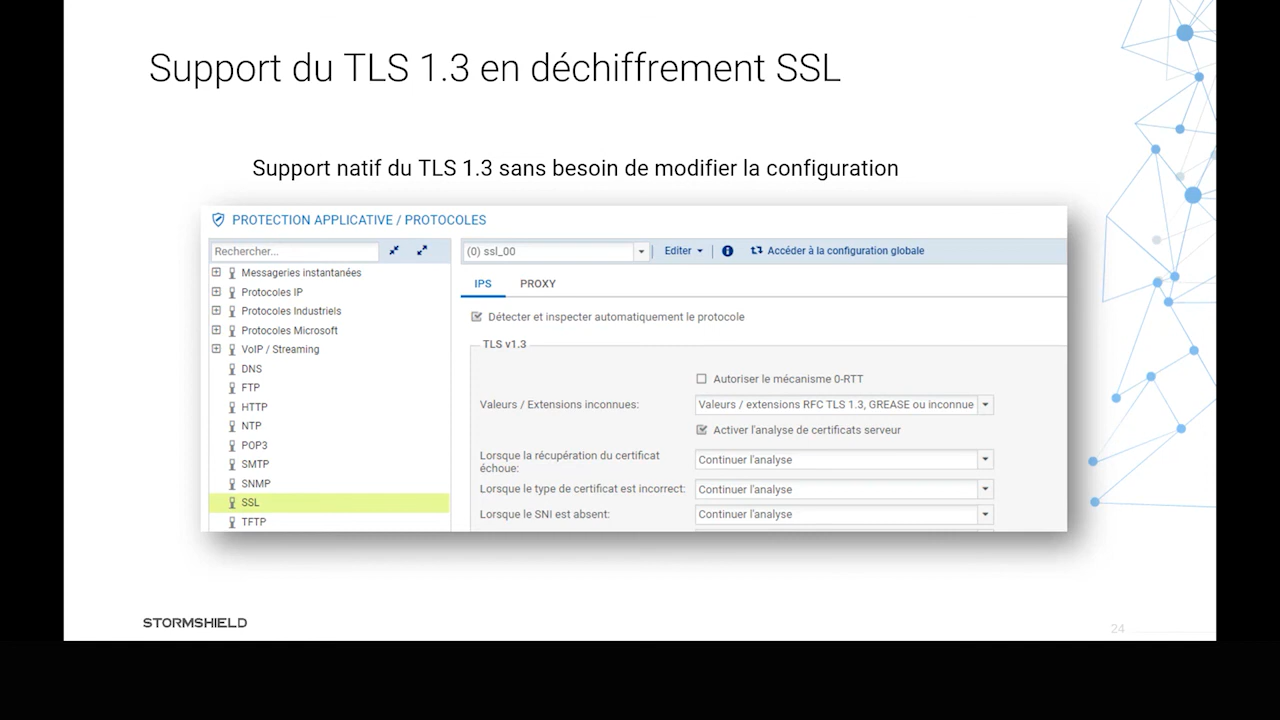 Support du TLS 1.3 en déchiffrement SSL
Support natif du TLS 1.3 sans besoin de modifier la configuration
PROTECTION APPLICATIVE / PROTOCOLES
Rechercher...
(0) ssl_00
Editer
Accéder à la configuration globale
Messageries instantanées
Protocoles IP
Protocoles Industriels
Protocoles Microsoft
VoIP / Streaming
DNS
FTP
HTTP
NTP
POP3
SMTP
SNMP
SSL
TFTP
IPS
PROXY
Détecter et inspecter automatiquement le protocole
TLS v1.3
Autoriser le mécanisme 0-RTT
Valeurs / Extensions inconnues:
Valeurs / extensions RFC TLS 1.3, GREASE ou inconnue
Activer l'analyse de certificats serveur
Lorsque la récupération du certificat
échoue:
Continuer l'analyse
Lorsque le type de certificat est incorrect:
Continuer l'analyse
Lorsque le SNI est absent:
Continuer l'analyse
STORMSHIELD
24